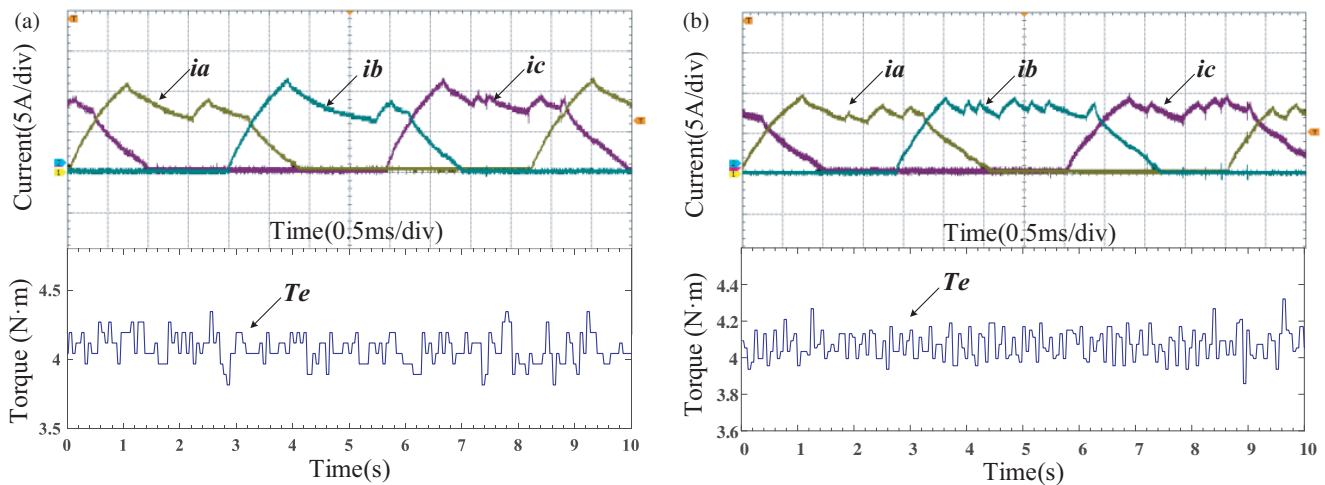 (a)
Current(5A/div)
T
ia
ib
ic
T
2
1
Time(0.5ms/div)
Torque (N·m)
4.5
4
3.5
Te
0 1 2 3 4 5 6 7 8 9 10
Time(s)
(b)
Current(5A/div)
T
ia
ib
ic
T
1
Time(0.5ms/div)
Torque (N·m)
4.4
4.2
4
3.8
3.6
Te
0 1 2 3 4 5 6 7 8 9 10
Time(s)